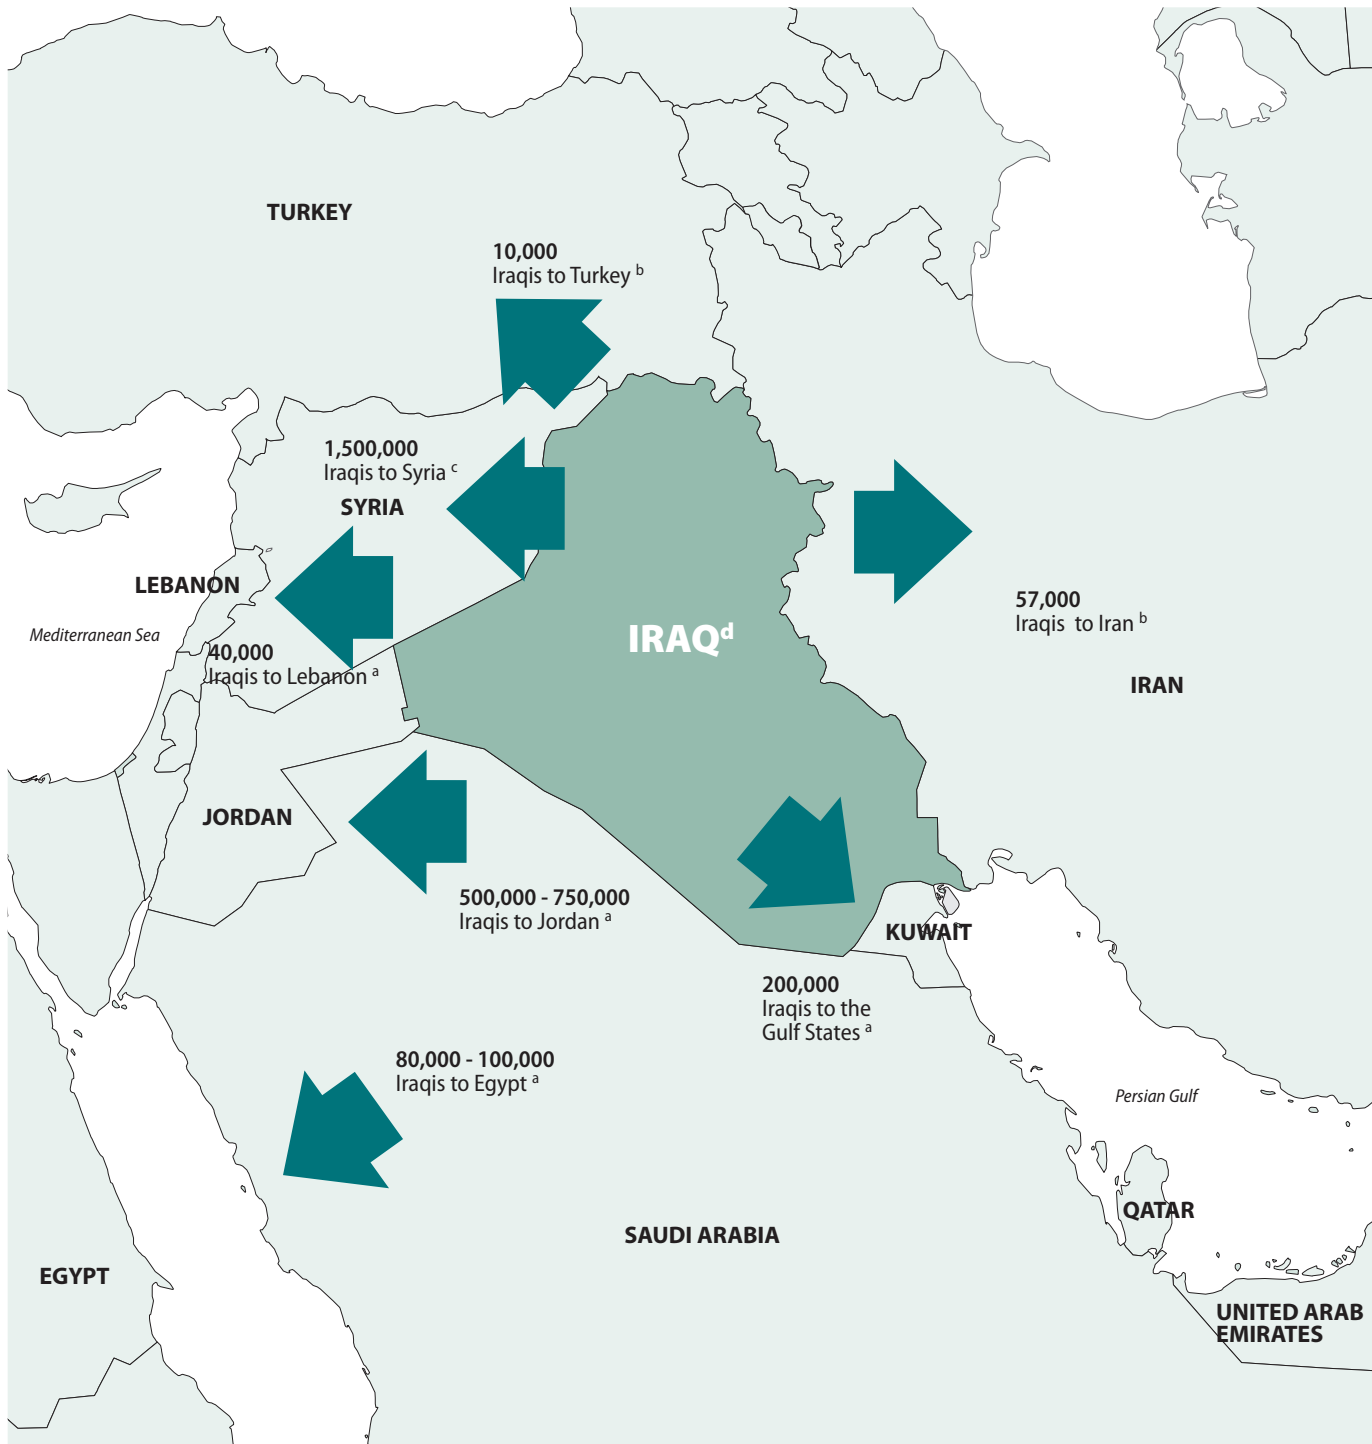 TURKEY
10,000
Iraqis to Turkey b
1,500,000
Iraqis to Syria c
SYRIA
LEBANON
Mediterranean Sea
40,000
Iraqis to Lebanon a
IRAQd
57,000
Iraqis to Iran b
IRAN
JORDAN
500,000 - 750,000
Iraqis to Jordan a
KUWAIT
200,000
Iraqis to the
Gulf States a
80,000 - 100,000
Iraqis to Egypt a
Persian Gulf
QATAR
SAUDI ARABIA
EGYPT
UNITED ARAB
EMIRATES